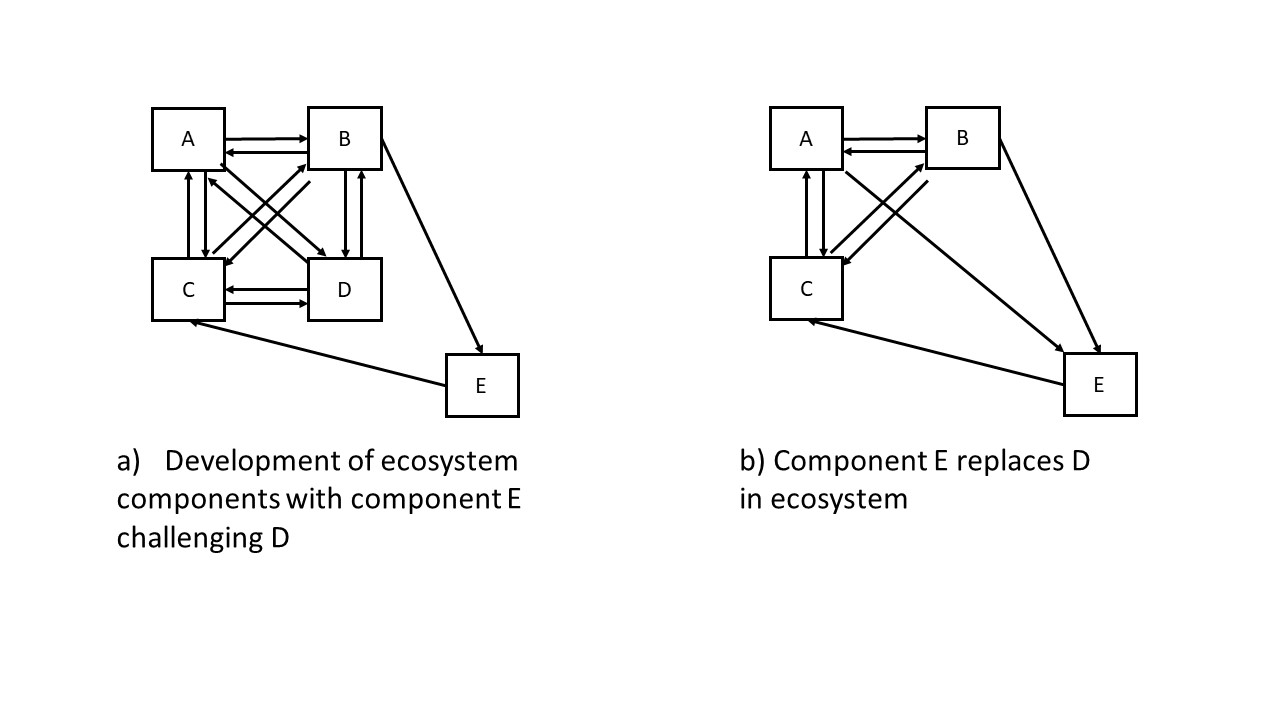 A
B
C
D
E
a) Development of ecosystem
components with component E
challenging D
A
B
C
E
b) Component E replaces D
in ecosystem